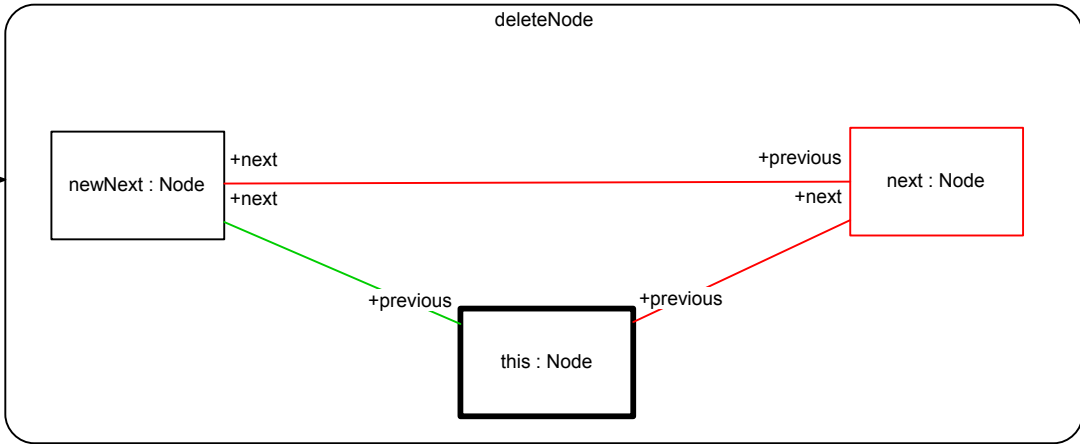 deleteNode
+next
+previous
newNext : Node
next : Node
+next
+next
+previous
+previous
this : Node